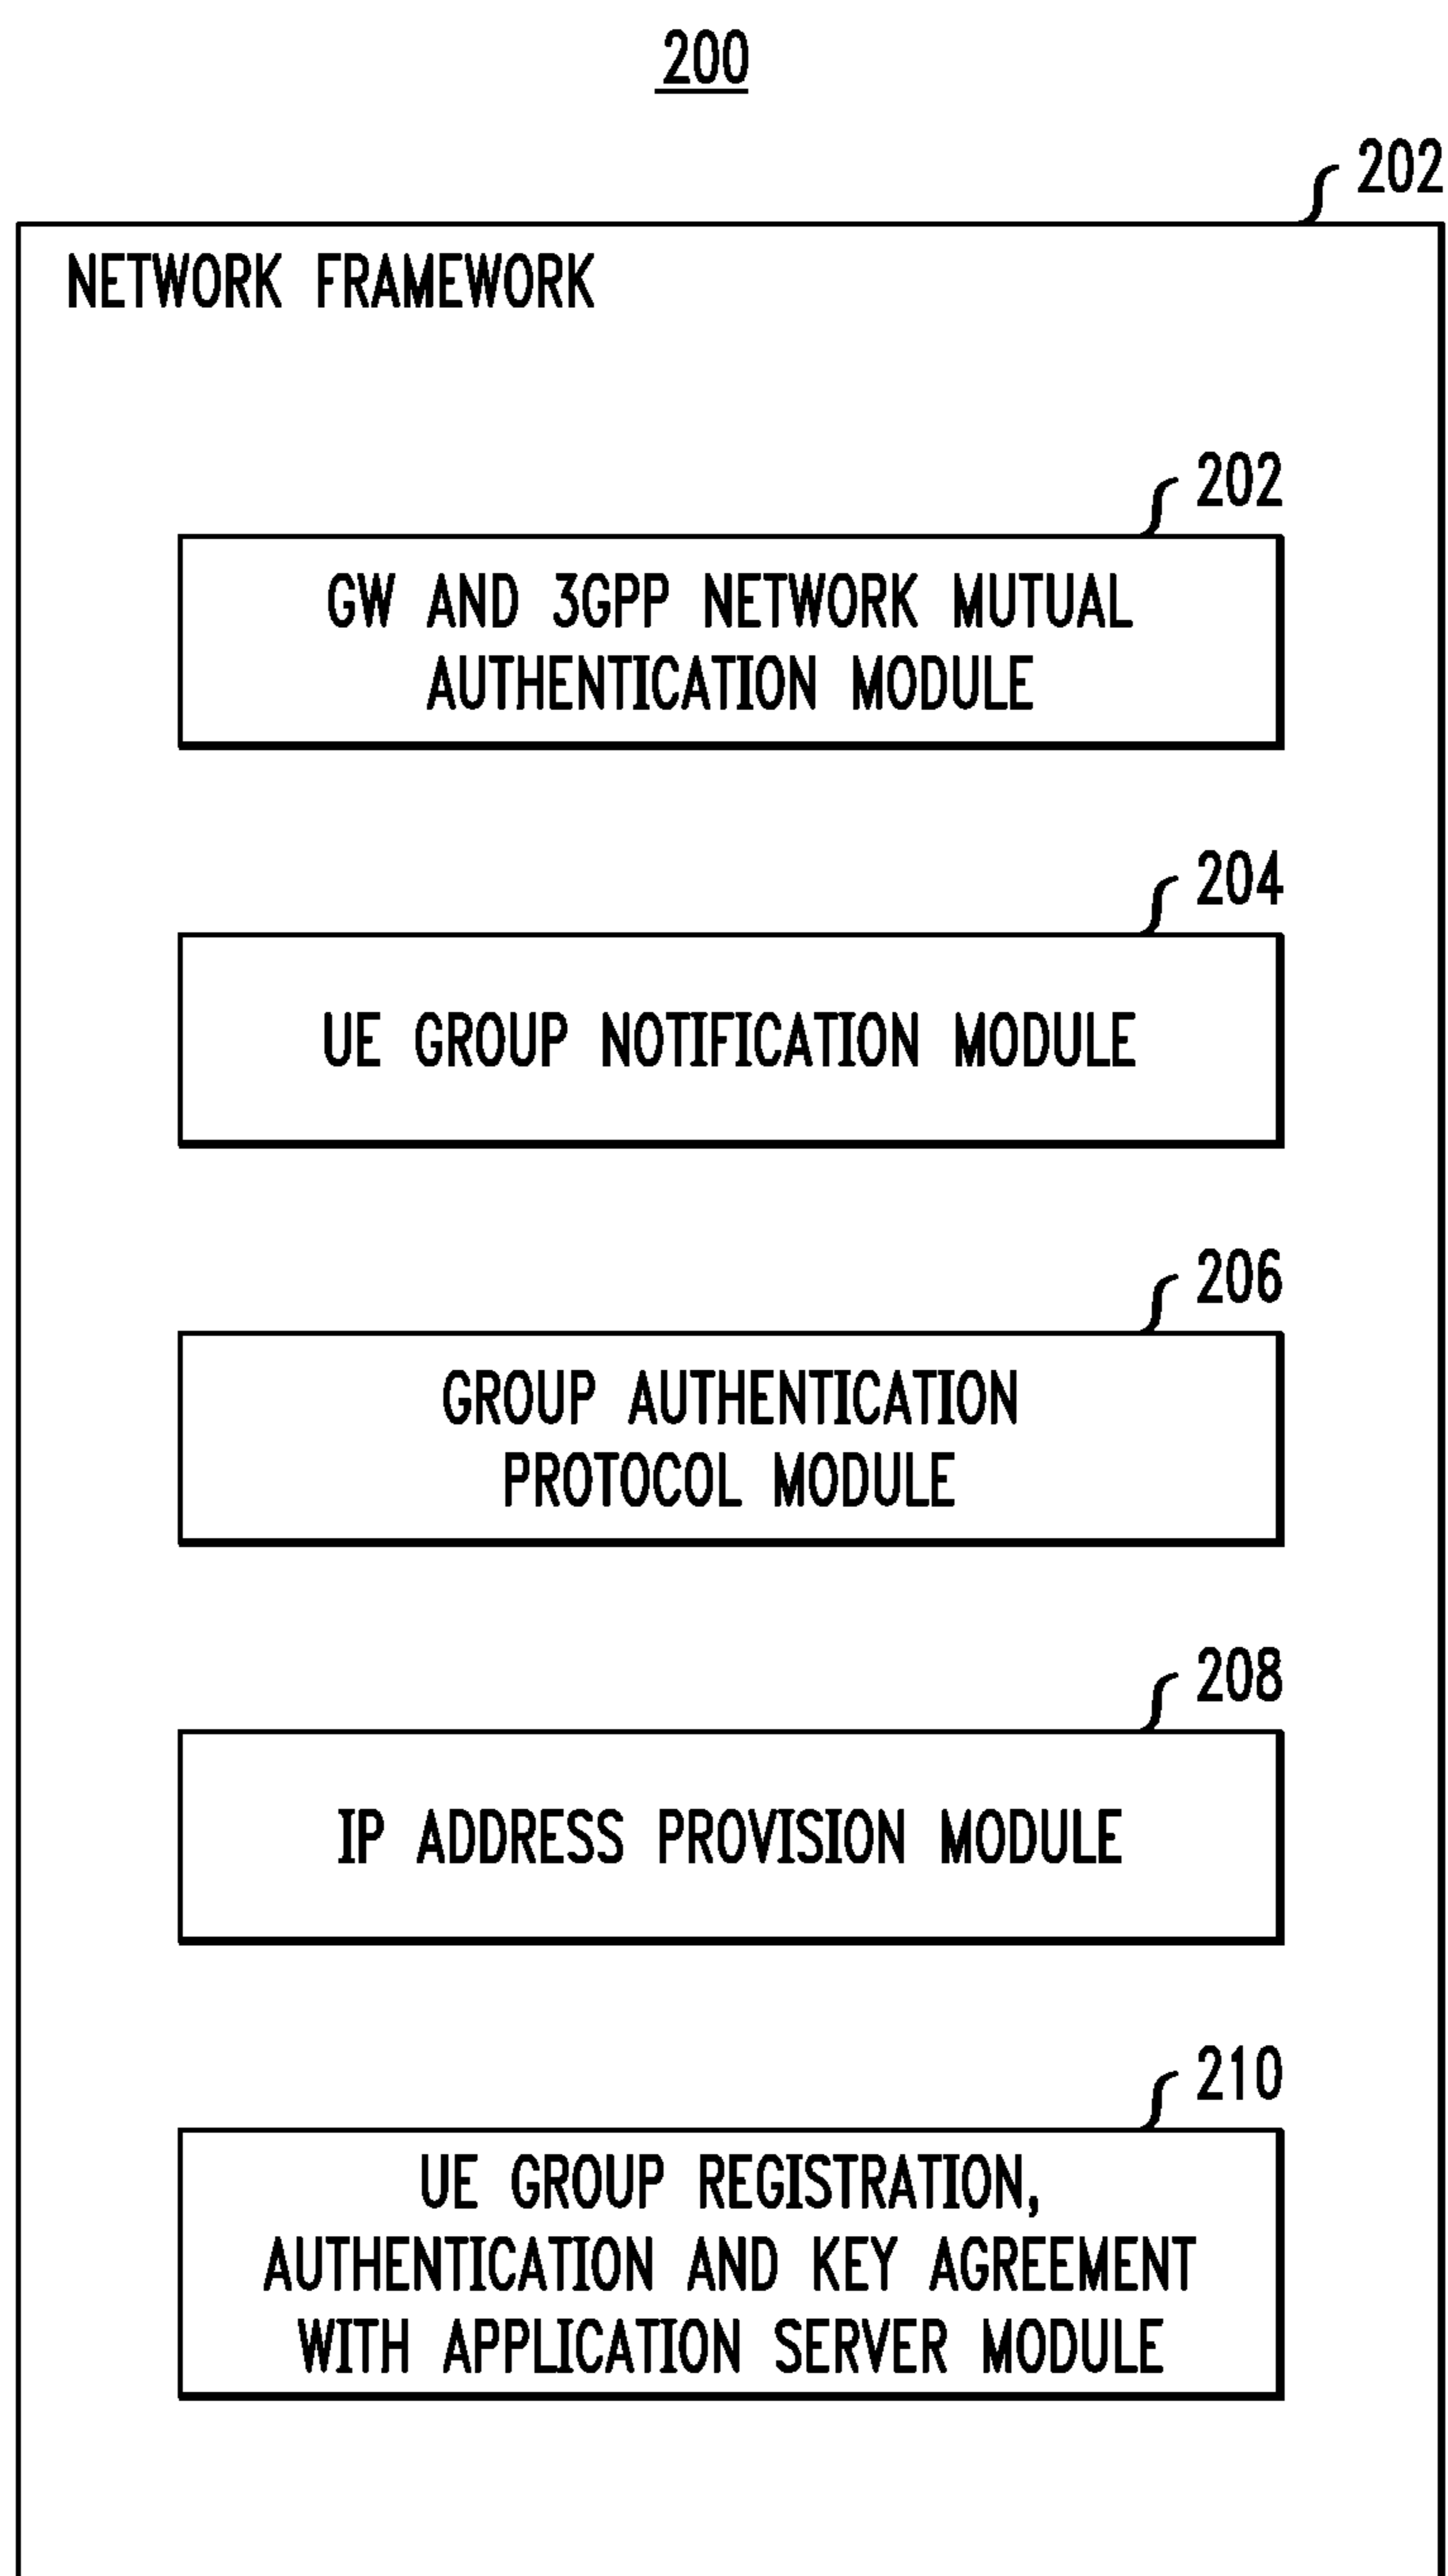 200
202
NETWORK FRAMEWORK
202
GW AND 3GPP NETWORK MUTUAL
AUTHENTICATION MODULE
204
UE GROUP NOTIFICATION MODULE
206
GROUP AUTHENTICATION
PROTOCOL MODULE
208
IP ADDRESS PROVISION MODULE
210
UE GROUP REGISTRATION,
AUTHENTICATION AND KEY AGREEMENT
WITH APPLICATION SERVER MODULE